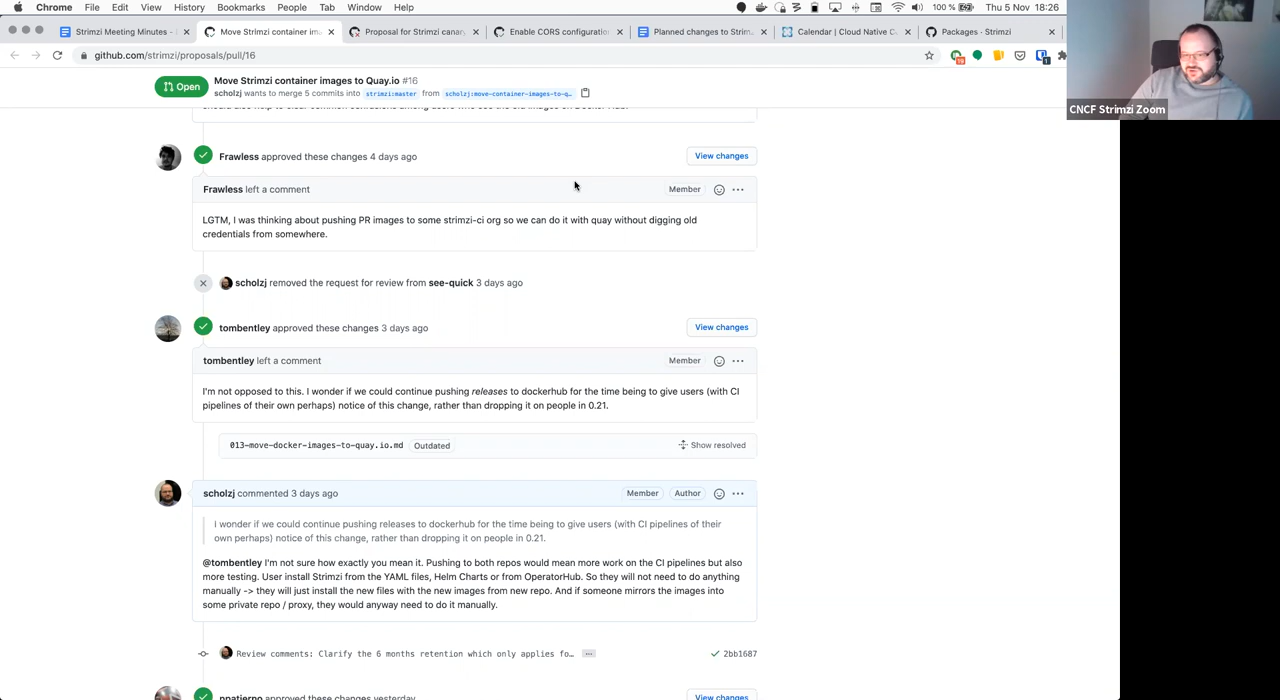 Chrome File Edit View History Bookmarks People Tab Window Help 100 % Thu 5 Nov 18:26
Strimzi Meeting Minutes - Move Strimzi container im Proposal for Strimzi canary Enable CORS configuration Planned changes to Strim Calendar | Cloud Native C Packages · Strimzi
github.com/strimzi/proposals/pull/16
Open
Move Strimzi container images to Quay.io #16
scholzj wants to merge 5 commits into strimzi:master from scholzj:move-container-images-to-q…
CNCF Strimzi Zoom
Frawless approved these changes 4 days ago View changes
Frawless left a comment Member
LGTM, I was thinking about pushing PR images to some strimzi-ci org so we can do it with quay without digging old
credentials from somewhere.
scholzj removed the request for review from see-quick 3 days ago
tombentley approved these changes 3 days ago View changes
tombentley left a comment Member
I'm not opposed to this. I wonder if we could continue pushing releases to dockerhub for the time being to give users (with CI
pipelines of their own perhaps) notice of this change, rather than dropping it on people in 0.21.
013-move-docker-images-to-quay.io.md Outdated Show resolved
scholzj commented 3 days ago Member Author
I wonder if we could continue pushing releases to dockerhub for the time being to give users (with CI pipelines of their
own perhaps) notice of this change, rather than dropping it on people in 0.21.
@tombentley I'm not sure how exactly you mean it. Pushing to both repos would mean more work on the CI pipelines but also
more testing. User install Strimzi from the YAML files, Helm Charts or from OperatorHub. So they will not need to do anything
manually -> they will just install the new files with the new images from new repo. And if someone mirrors the images into
some private repo / proxy, they would anyway need to do it manually.
Review comments: Clarify the 6 months retention which only applies fo… … 2bb1687
ppatierno approved these changes yesterday View changes